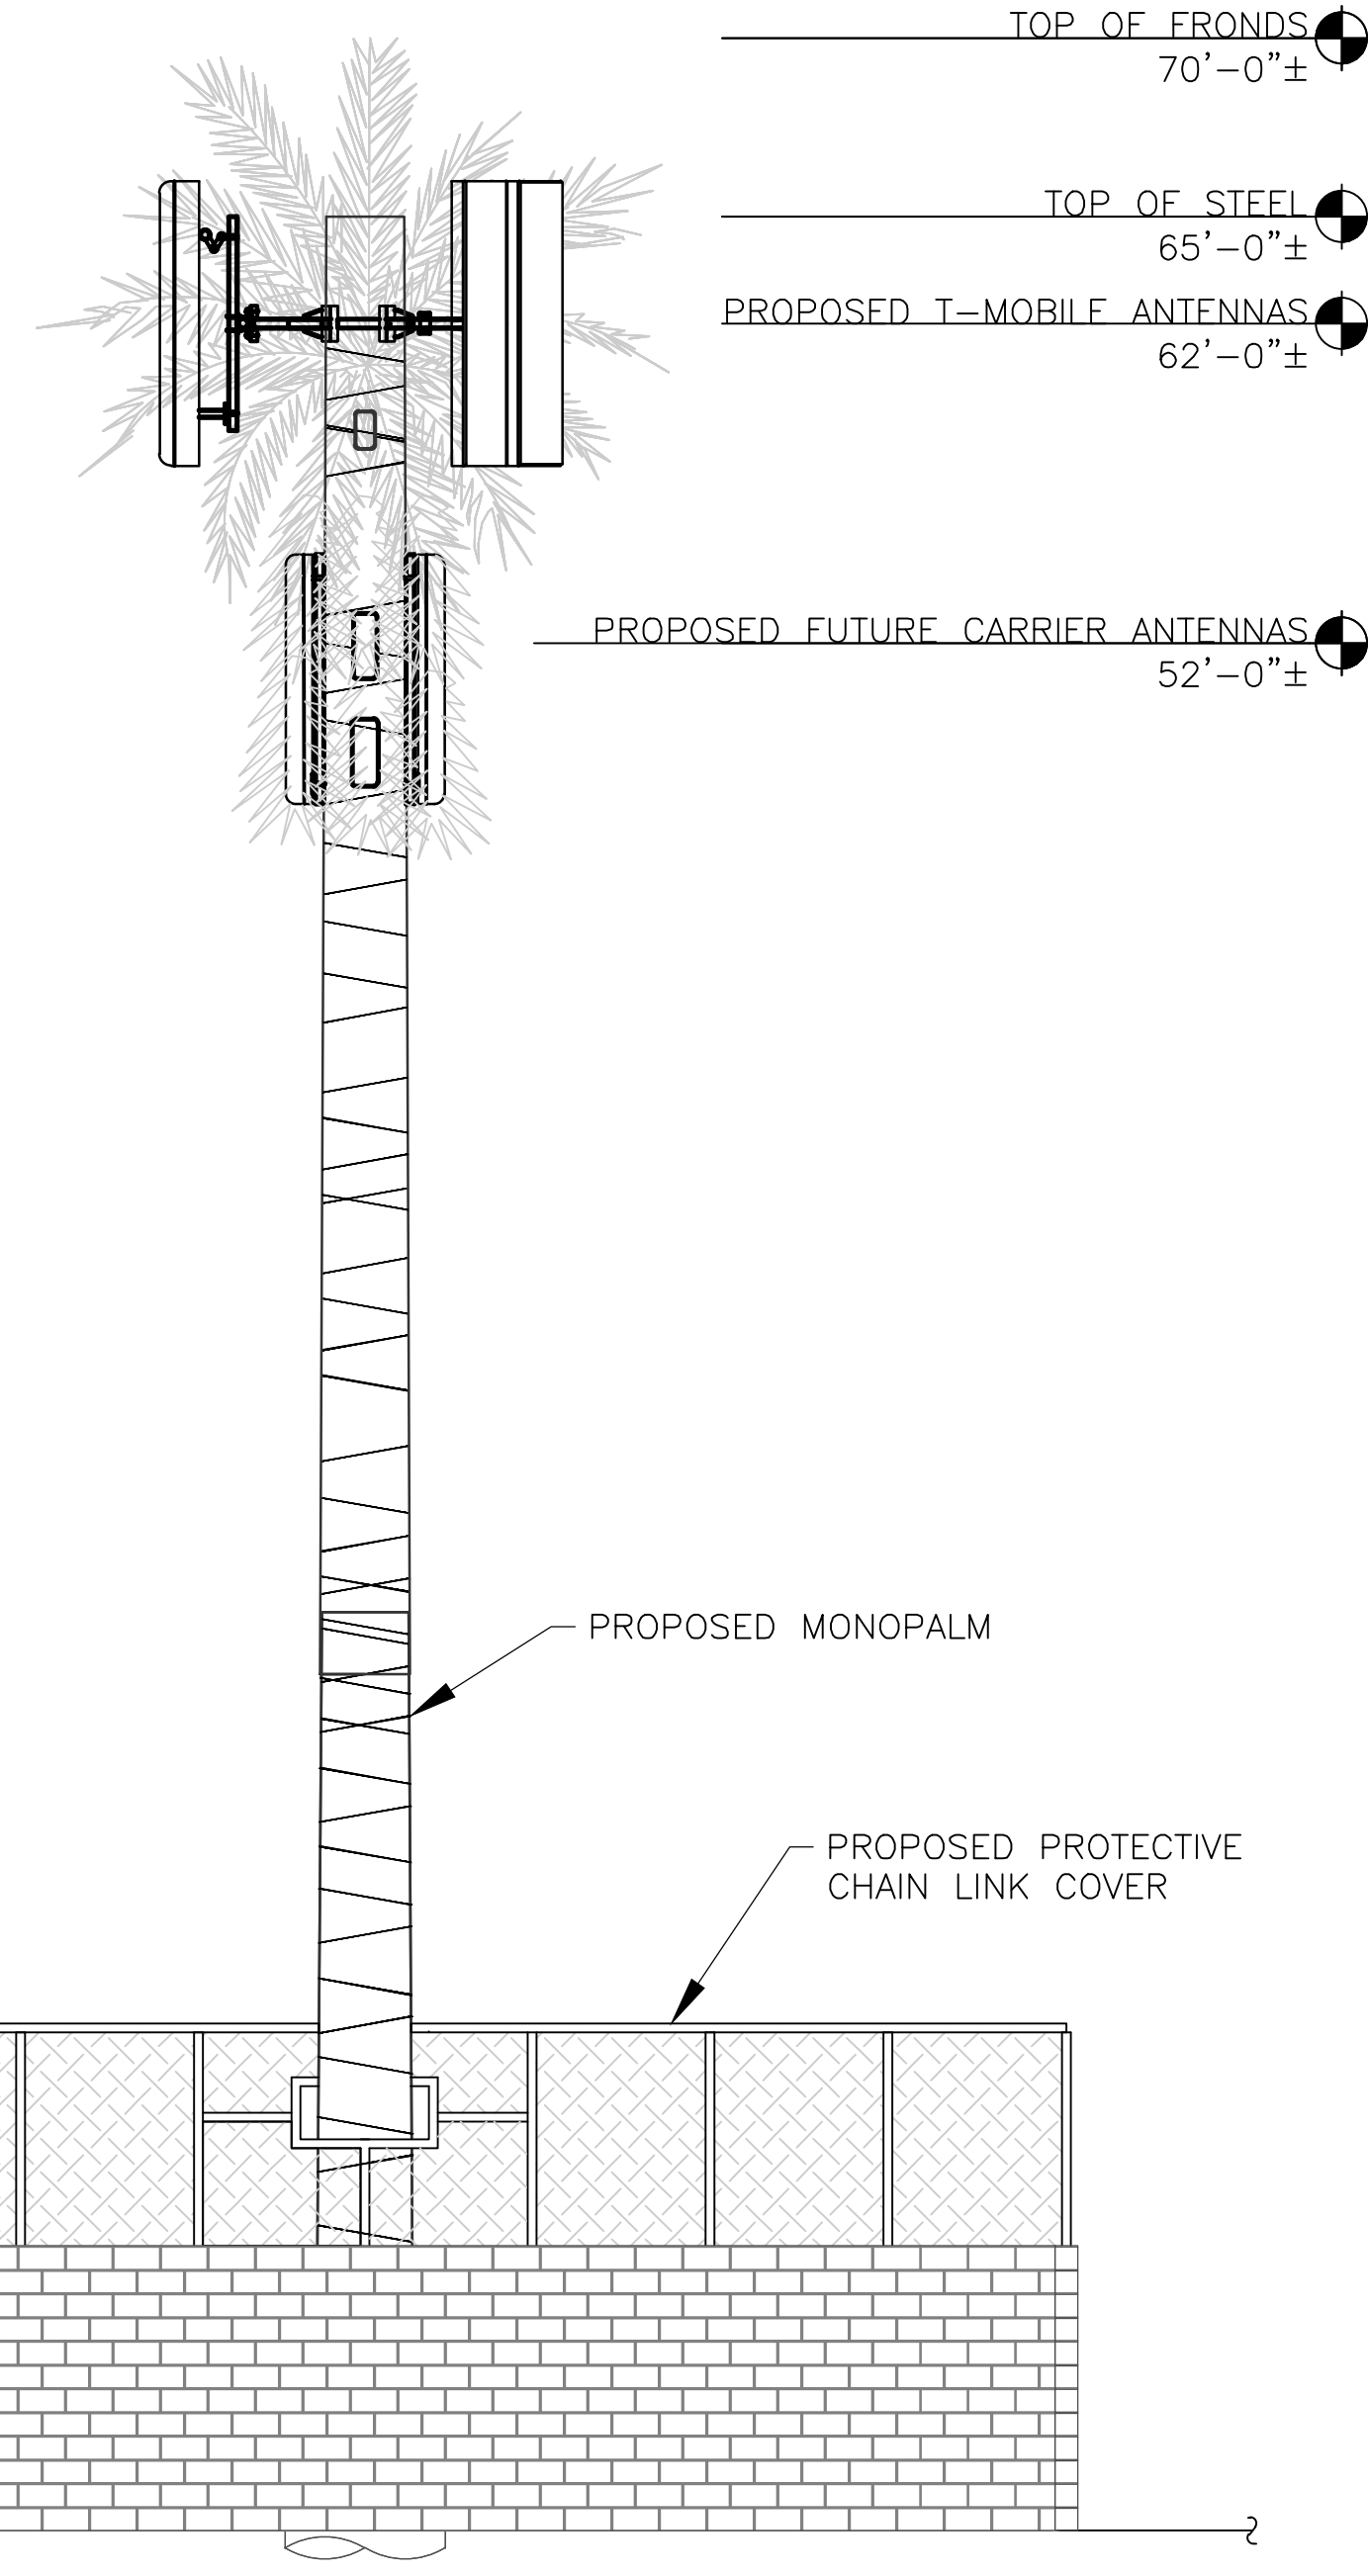 TOP OF FRONDS
70'-0"±
TOP OF STEEL
65'-0"±
PROPOSED T-MOBILE ANTENNAS
62'-0"±
PROPOSED FUTURE CARRIER ANTENNAS
52'-0"±
PROPOSED MONOPALM
PROPOSED PROTECTIVE
CHAIN LINK COVER